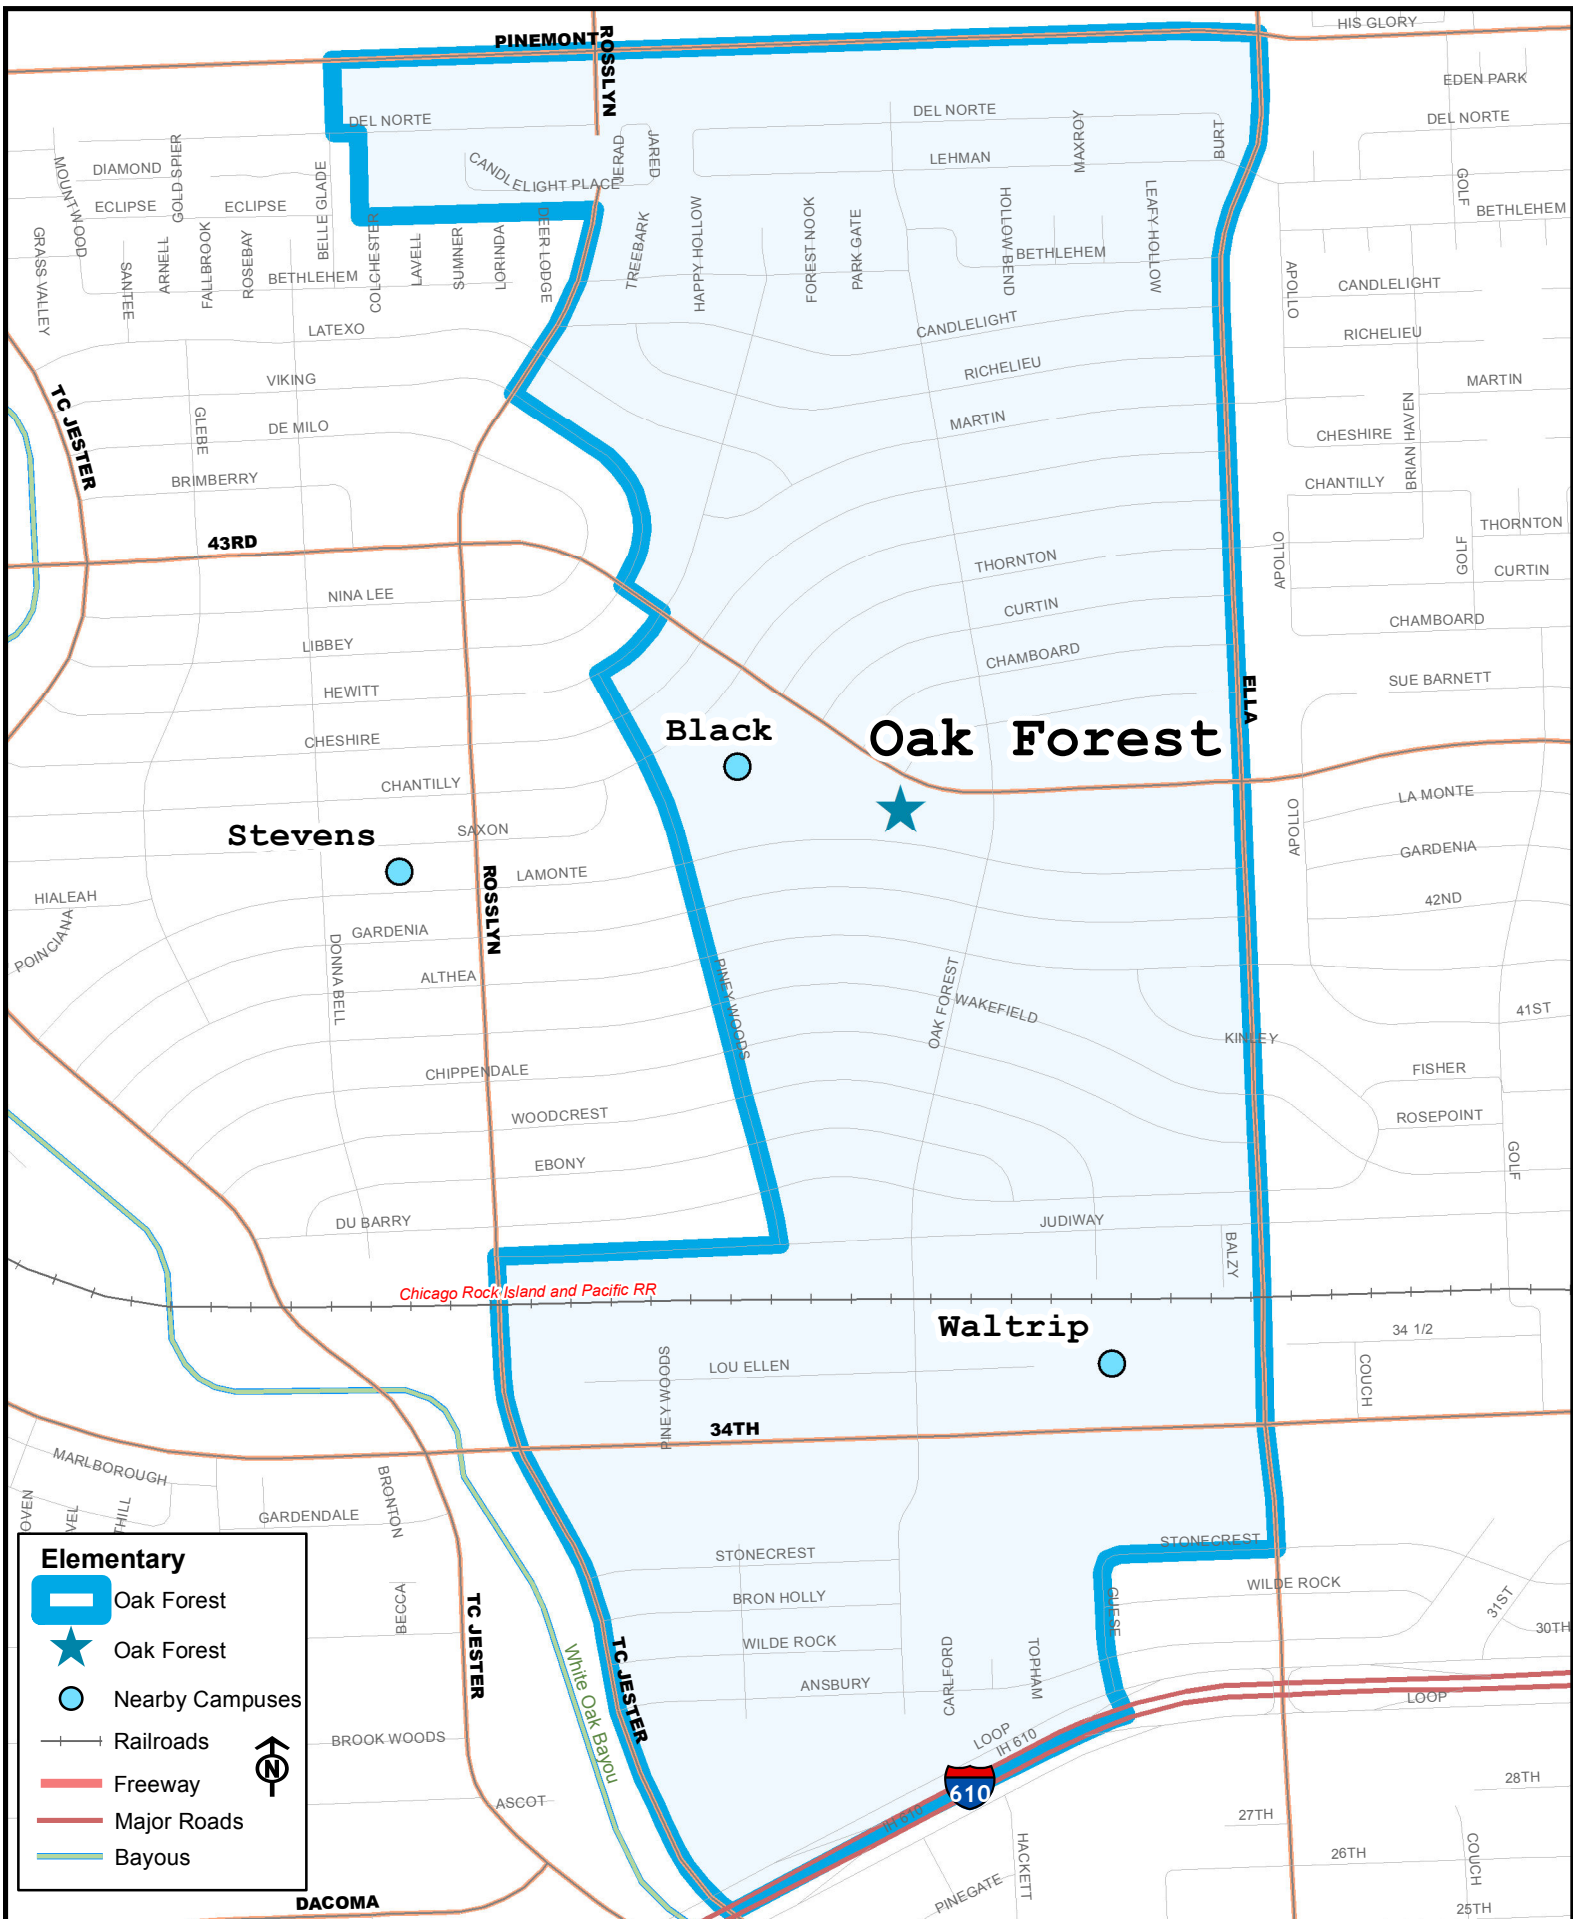 HIS GLORY
PINEMONT
ROSSLYN
EDEN PARK
DEL NORTE
DEL NORTE
DEL NORTE
MAXROY
BURT
JERAD
JARED
LEHMAN
MOUNTWOOD
DIAMOND
GOLD SPIER
BELLE GLADE
CANDLELIGHT PLACE
GOLF
ECLIPSE
ECLIPSE
BETHLEHEM
GRASS VALLEY
SANTEE
ARNELL
FALLBROOK
ROSEBAY
BETHLEHEM
COLCHESTER
LAVELL
SUMNER
LORINDA
DEER LODGE
TREEBARK
HAPPY HOLLOW
FOREST NOOK
PARK GATE
HOLLOW BEND
BETHLEHEM
LEAFY HOLLOW
APOLLO
CANDLELIGHT
LATEXO
CANDLELIGHT
RICHELIEU
VIKING
RICHELIEU
MARTIN
TC JESTER
GLEBE
DE MILO
MARTIN
CHESHIRE
BRIAN HAVEN
BRIMBERRY
CHANTILLY
43RD
THORNTON
THORNTON
APOLLO
GOLF
CURTIN
NINA LEE
CURTIN
CHAMBOARD
LIBBEY
CHAMBOARD
HEWITT
SUE BARNETT
ELLA
CHESHIRE
Black
Oak Forest
CHANTILLY
LA MONTE
Stevens
SAXON
APOLLO
ROSSLYN
LAMONTE
GARDENIA
HIALEAH
42ND
POINCIANA
GARDENIA
DONNA BELL
ALTHEA
PINEY WOODS
OAK FOREST
WAKEFIELD
41ST
KINLEY
CHIPPENDALE
FISHER
WOODCREST
ROSEPOINT
EBONY
GOLF
DU BARRY
JUDIWAY
BALZY
Chicago Rock Island and Pacific RR
Waltrip
34 1/2
PINEY WOODS
LOU ELLEN
COUCH
34TH
MARLBOROUGH
BRONTON
OVEN
VEL
THILL
GARDENDALE
STONECREST
STONECREST
Elementary
Oak Forest
Oak Forest
Nearby Campuses
Railroads
Freeway
Major Roads
Bayous
N
BECCA
TC JESTER
BRON HOLLY
GUESE
WILDE ROCK
31ST
30TH
WILDE ROCK
TC JESTER
White Oak Bayou
ANSBURY
CARLFORD
TOPHAM
LOOP
BROOK WOODS
LOOP
IH 610
610
28TH
ASCOT
IH 610
27TH
HACKETT
26TH
COUCH
DACOMA
PINEGATE
25TH